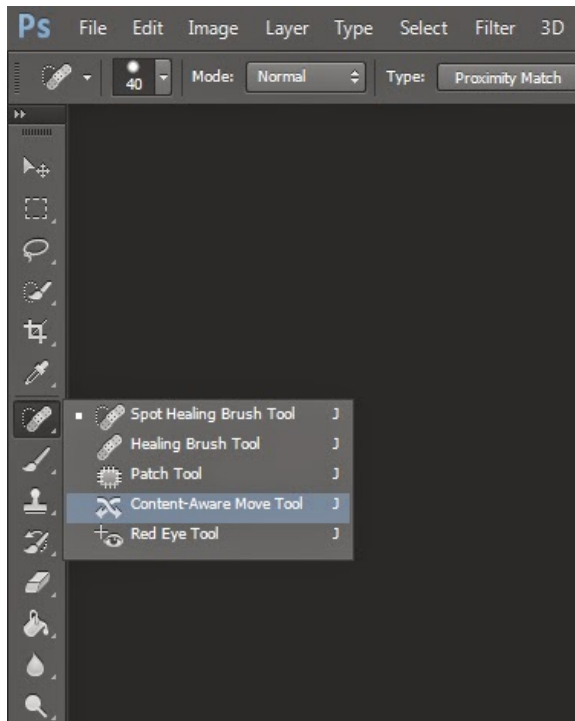 Ps File Edit Image Layer Type Select Filter 3D
40 Mode: Normal Type: Proximity Match
Spot Healing Brush Tool J
Healing Brush Tool J
Patch Tool J
Content-Aware Move Tool J
Red Eye Tool J